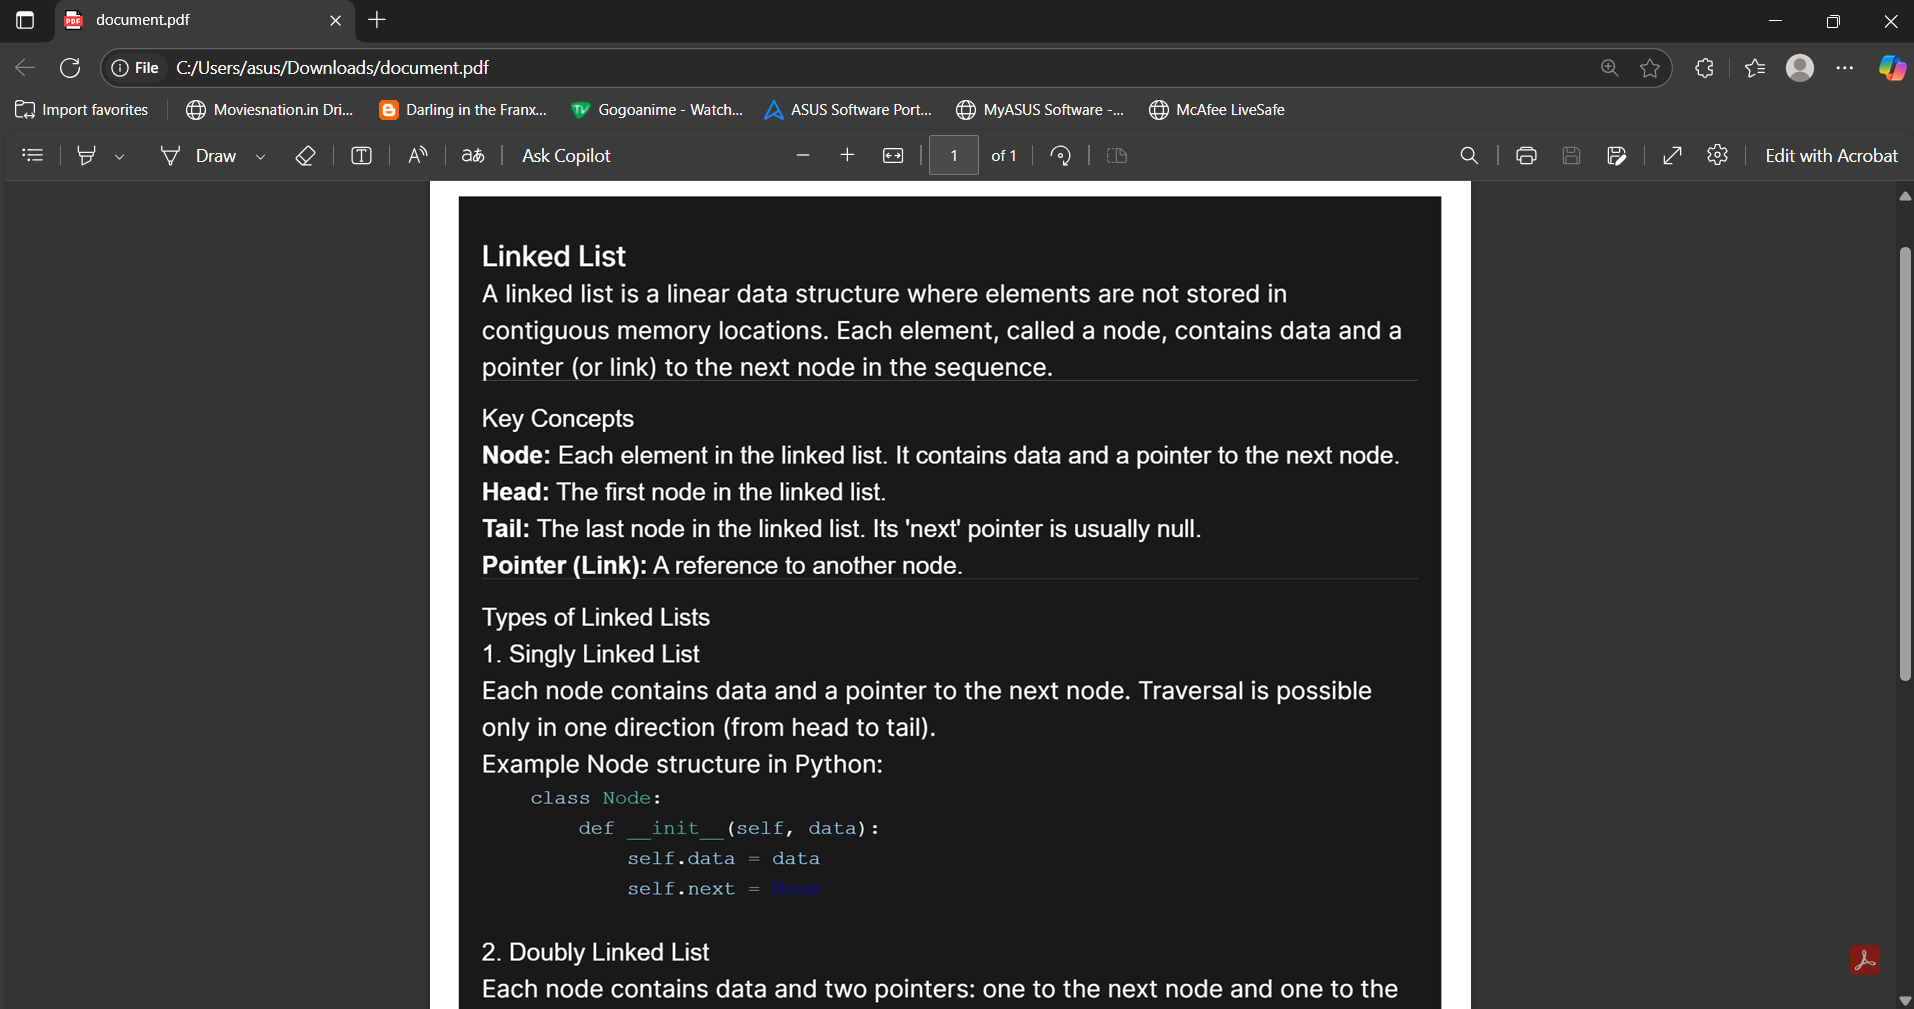 document.pdf
File C:/Users/asus/Downloads/document.pdf
Import favorites Moviesnation.in Dri... Darling in the Franx... Gogoanime - Watch... ASUS Software Port... MyASUS Software -... McAfee LiveSafe
Draw Ask Copilot 1 of 1 Edit with Acrobat
Linked List
A linked list is a linear data structure where elements are not stored in
contiguous memory locations. Each element, called a node, contains data and a
pointer (or link) to the next node in the sequence.
Key Concepts
Node: Each element in the linked list. It contains data and a pointer to the next node.
Head: The first node in the linked list.
Tail: The last node in the linked list. Its 'next' pointer is usually null.
Pointer (Link): A reference to another node.
Types of Linked Lists
1. Singly Linked List
Each node contains data and a pointer to the next node. Traversal is possible
only in one direction (from head to tail).
Example Node structure in Python:
class Node:
def __init__(self, data):
self.data = data
self.next = None
2. Doubly Linked List
Each node contains data and two pointers: one to the next node and one to the